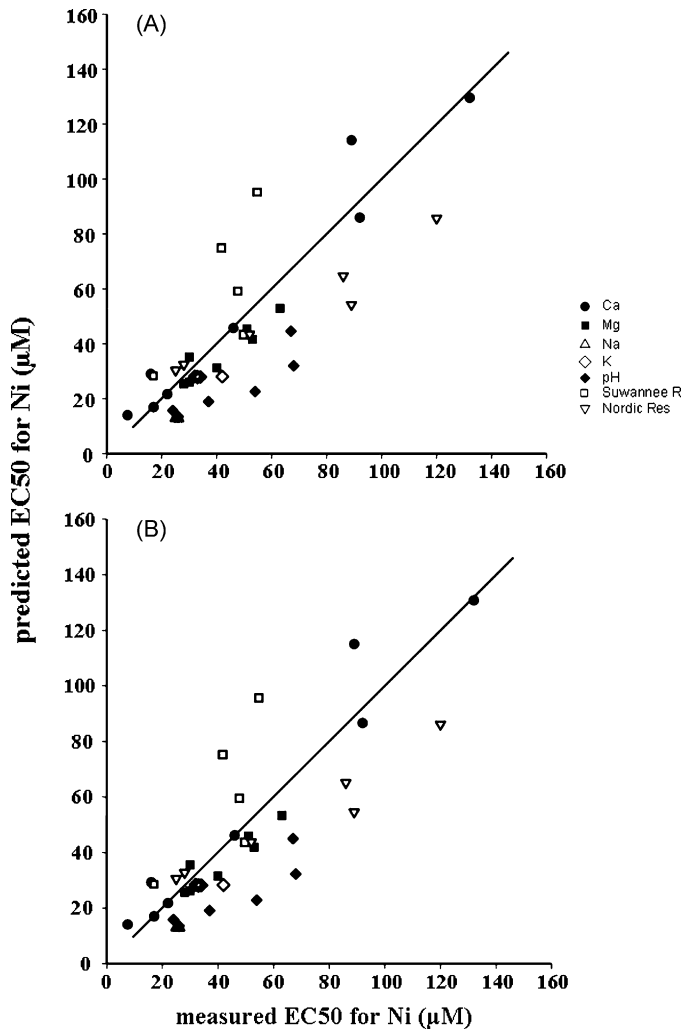 160
(A)
140
120
100
80
60
40
20
0
0 20 40 60 80 100 120 140 160
Ca
Mg
Na
K
pH
Suwannee R
Nordic Res
predicted EC50 for Ni (µM)
160
(B)
140
120
100
80
60
40
20
0
0 20 40 60 80 100 120 140 160
measured EC50 for Ni (µM)